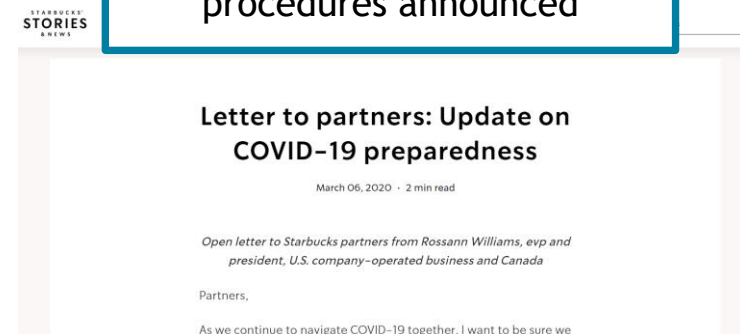 procedures announced
STARBUCKS'
STORIES
& NEWS
Letter to partners: Update on
COVID-19 preparedness
March 06, 2020 · 2 min read
Open letter to Starbucks partners from Rossann Williams, evp and
president, U.S. company-operated business and Canada
Partners,
As we continue to navigate COVID-19 together, I want to be sure we